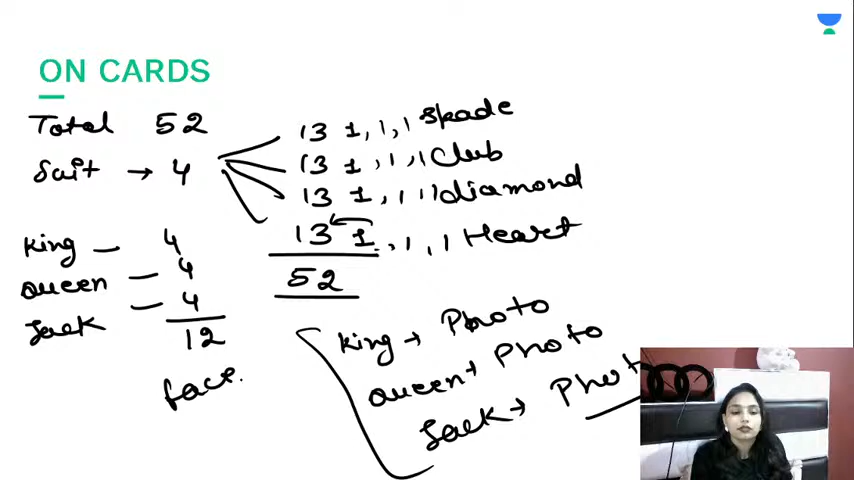 ON CARDS
Total 52
Suit → 4
13 1, 1, 1 Spade
13 1, 1, 1 Club
13 1, 1, 1 diamond
13 1, 1, 1 Heart
52
King — 4
Queen — 4
Jack — 4
12
face.
King → Photo
Queen → Photo
Jack → Phot